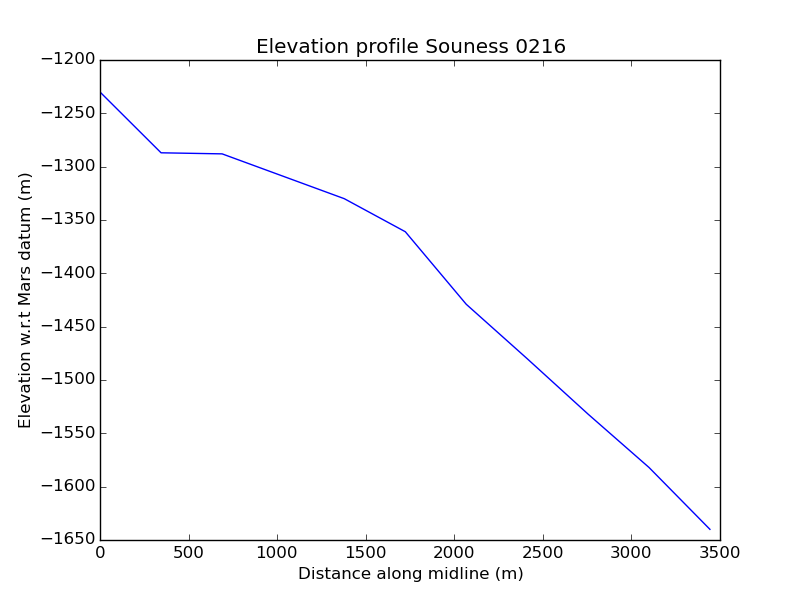 Elevation profile Souness 0216
−1200
−1250
−1300
−1350
−1400
−1450
−1500
−1550
−1600
−1650
Elevation w.r.t Mars datum (m)
0 500 1000 1500 2000 2500 3000 3500
Distance along midline (m)